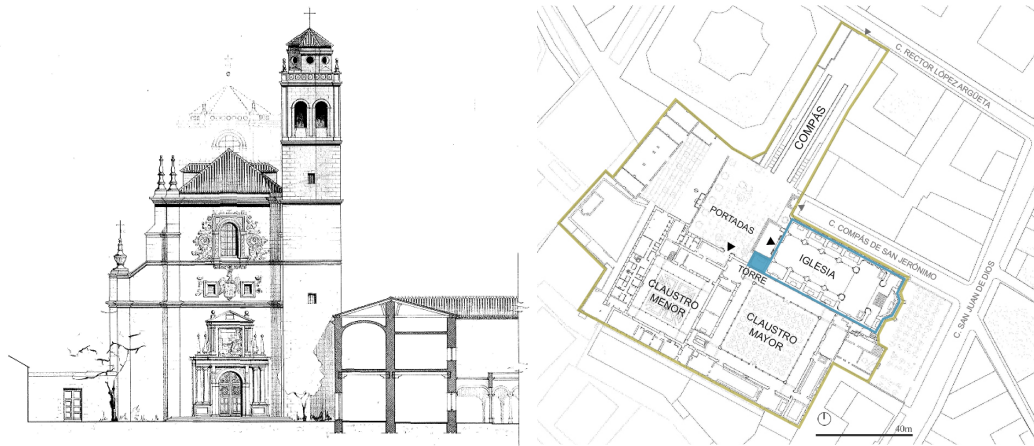 C. RECTOR LÓPEZ ARGÜETA
COMPÁS
PORTADAS
C. COMPÁS DE SAN JERÓNIMO
IGLESIA
TORRE
CLAUSTRO
MENOR
CLAUSTRO
MAYOR
C. SAN JUAN DE DIOS
40m